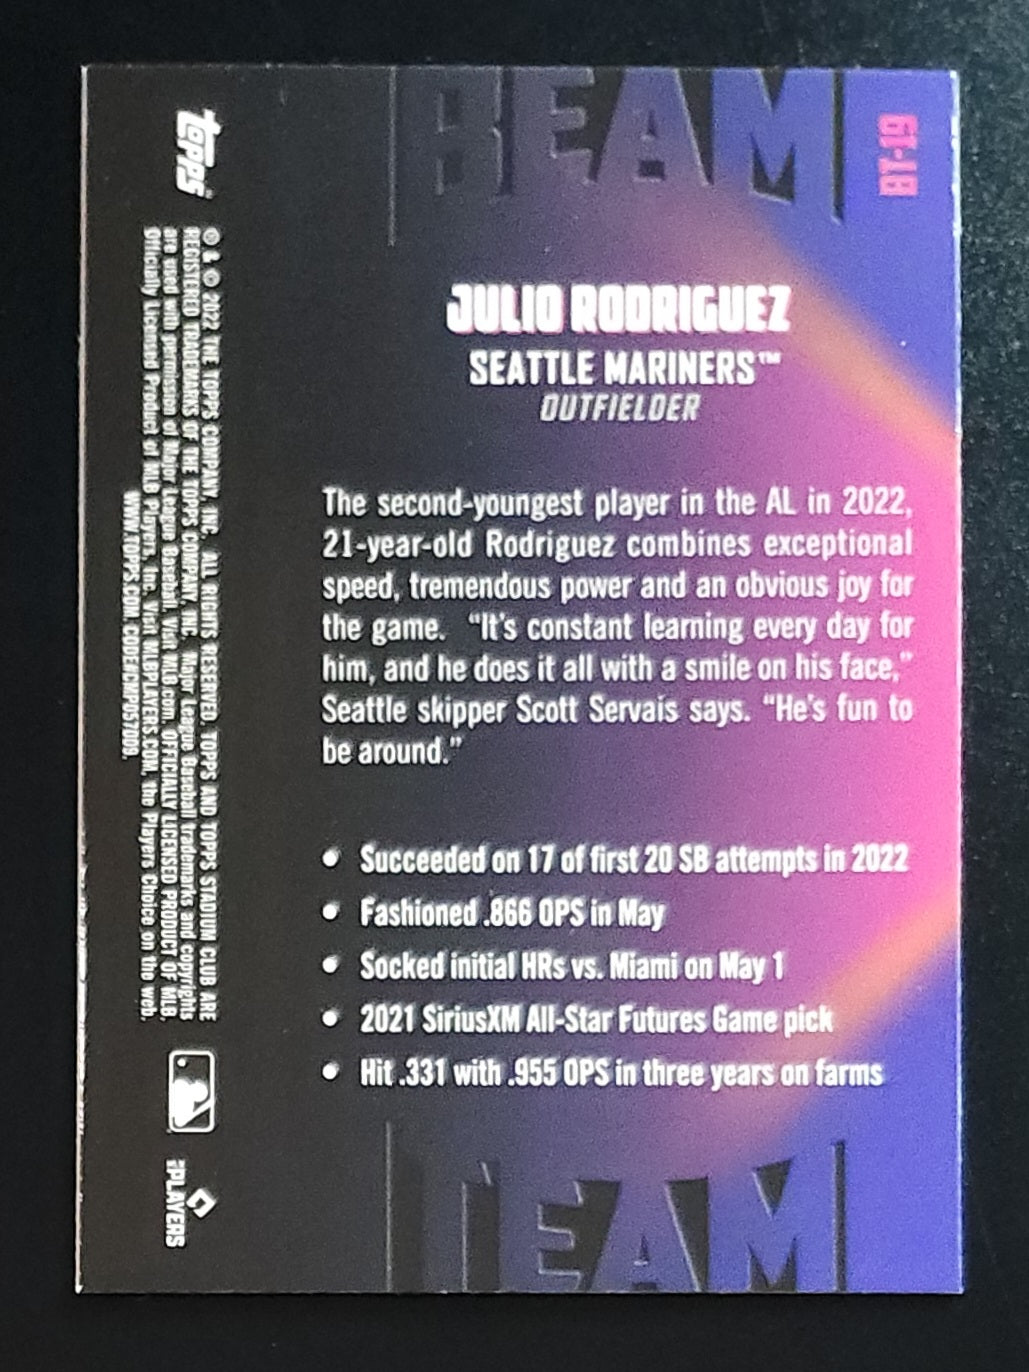 BEAM
BT-19
JULIO RODRIGUEZ
SEATTLE MARINERS™
OUTFIELDER
The second-youngest player in the AL in 2022,
21-year-old Rodriguez combines exceptional
speed, tremendous power and an obvious joy for
the game. “It’s constant learning every day for
him, and he does it all with a smile on his face,”
Seattle skipper Scott Servais says. “He’s fun to
be around.”
• Succeeded on 17 of first 20 SB attempts in 2022
• Fashioned .866 OPS in May
• Socked initial HRs vs. Miami on May 1
• 2021 SiriusXM All-Star Futures Game pick
• Hit .331 with .955 OPS in three years on farms
TEAM
topps
® & © 2022 THE TOPPS COMPANY, INC. ALL RIGHTS RESERVED. TOPPS AND TOPPS STADIUM CLUB ARE
REGISTERED TRADEMARKS OF THE TOPPS COMPANY, INC. Major League Baseball trademarks and copyrights
are used with permission of Major League Baseball. Visit MLB.com. OFFICIALLY LICENSED PRODUCT OF MLB.
Officially Licensed Product of MLB Players, Inc. Visit MLBPLAYERS.COM, the Players Choice on the web.
WWW.TOPPS.COM. CODE#CMP057009.
MLB PLAYERS